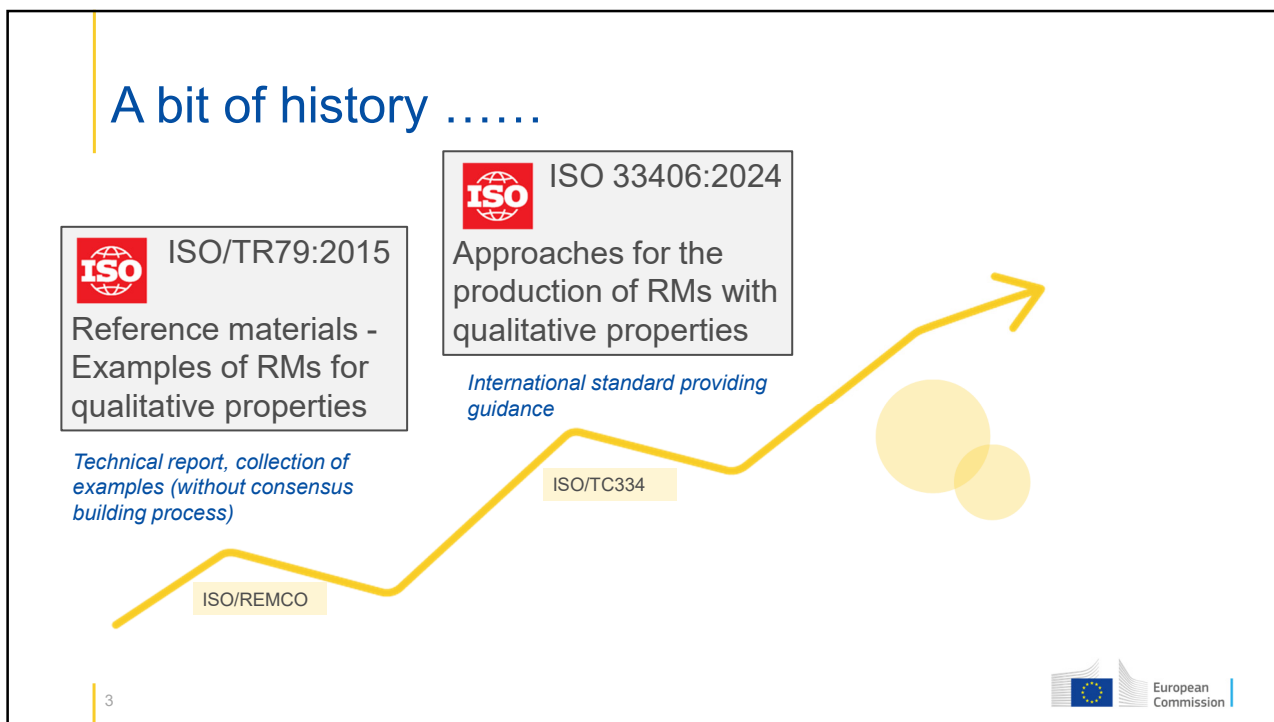 A bit of history ......
ISO
ISO/TR79:2015
Reference materials -
Examples of RMs for
qualitative properties
Technical report, collection of
examples (without consensus
building process)
ISO/REMCO
ISO
ISO 33406:2024
Approaches for the
production of RMs with
qualitative properties
International standard providing
guidance
ISO/TC334
3
European
Commission